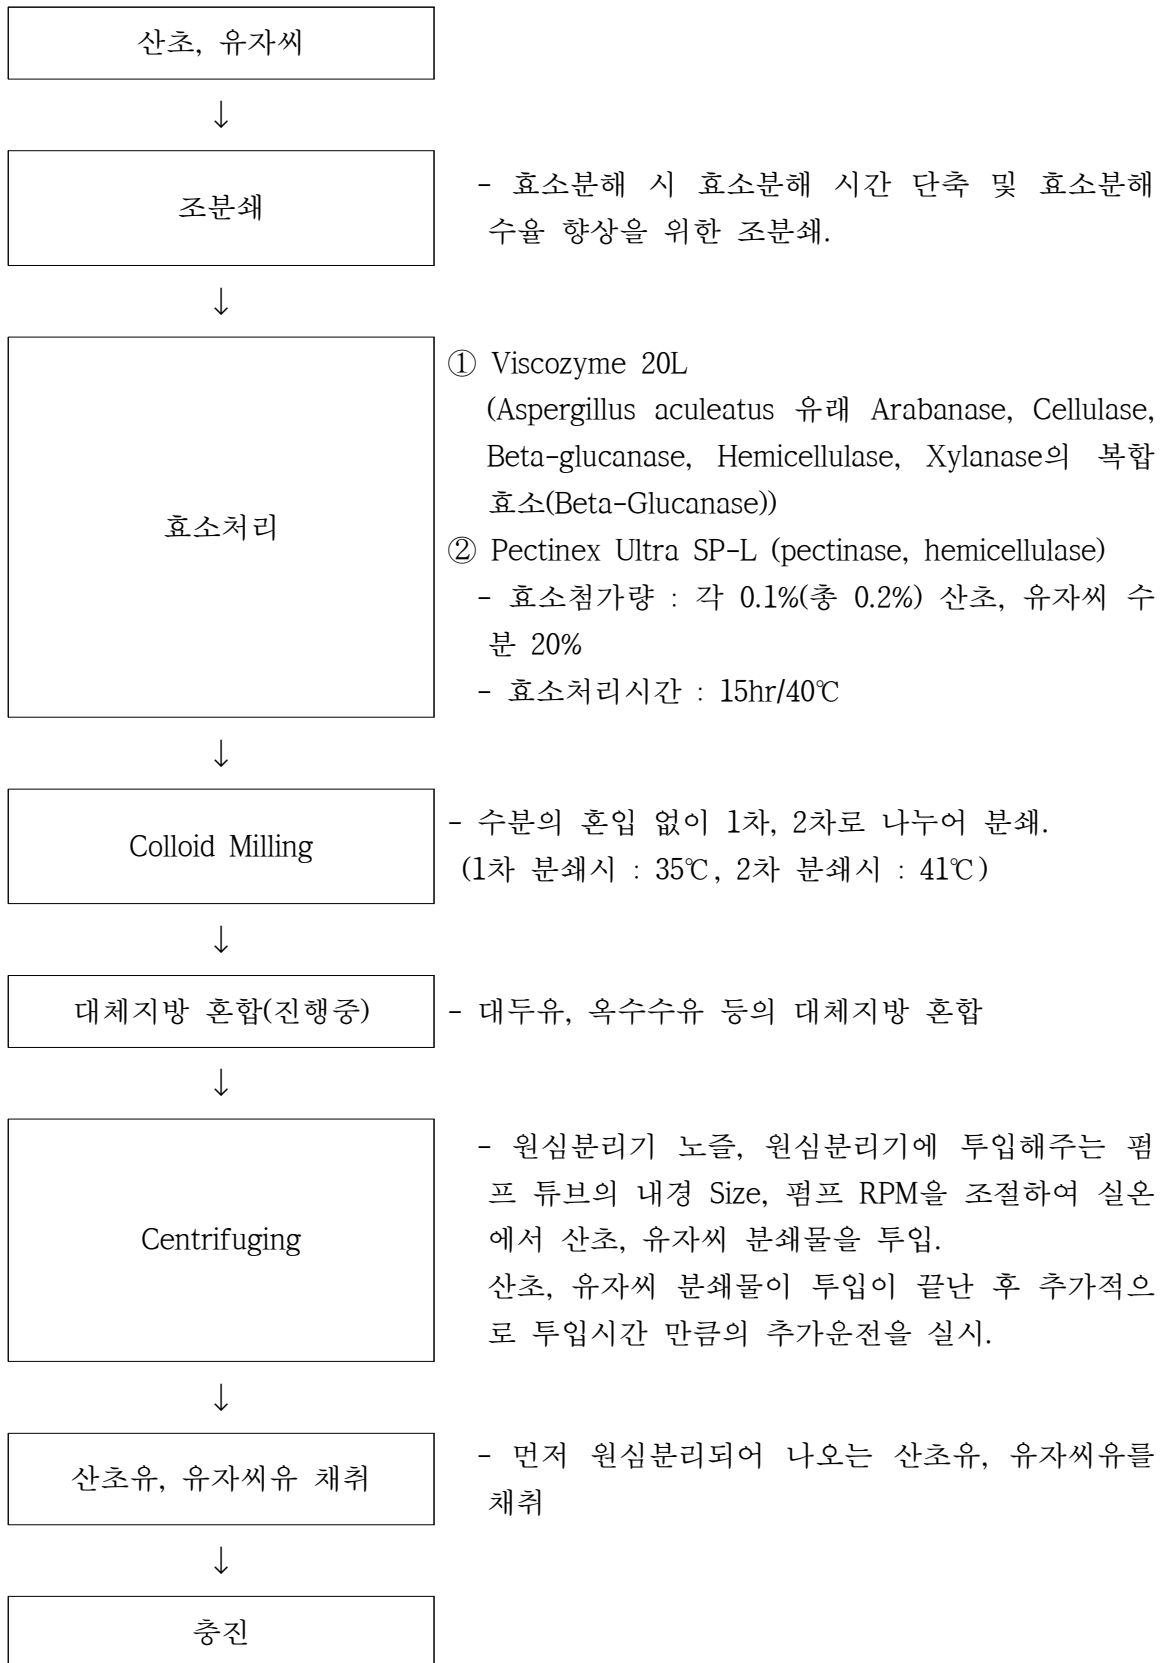 산초, 유자씨
↓
조분쇄
- 효소분해 시 효소분해 시간 단축 및 효소분해
수율 향상을 위한 조분쇄.
↓
효소처리
① Viscozyme 20L
(Aspergillus aculeatus 유래 Arabanase, Cellulase,
Beta-glucanase, Hemicellulase, Xylanase의 복합
효소(Beta-Glucanase))
② Pectinex Ultra SP-L (pectinase, hemicellulase)
- 효소첨가량 : 각 0.1%(총 0.2%) 산초, 유자씨 수
분 20%
- 효소처리시간 : 15hr/40℃
↓
Colloid Milling
- 수분의 혼입 없이 1차, 2차로 나누어 분쇄.
(1차 분쇄시 : 35℃, 2차 분쇄시 : 41℃)
↓
대체지방 혼합(진행중)
- 대두유, 옥수수유 등의 대체지방 혼합
↓
Centrifuging
- 원심분리기 노즐, 원심분리기에 투입해주는 펌
프 튜브의 내경 Size, 펌프 RPM을 조절하여 실온
에서 산초, 유자씨 분쇄물을 투입.
산초, 유자씨 분쇄물이 투입이 끝난 후 추가적으
로 투입시간 만큼의 추가운전을 실시.
↓
산초유, 유자씨유 채취
- 먼저 원심분리되어 나오는 산초유, 유자씨유를
채취
↓
충진